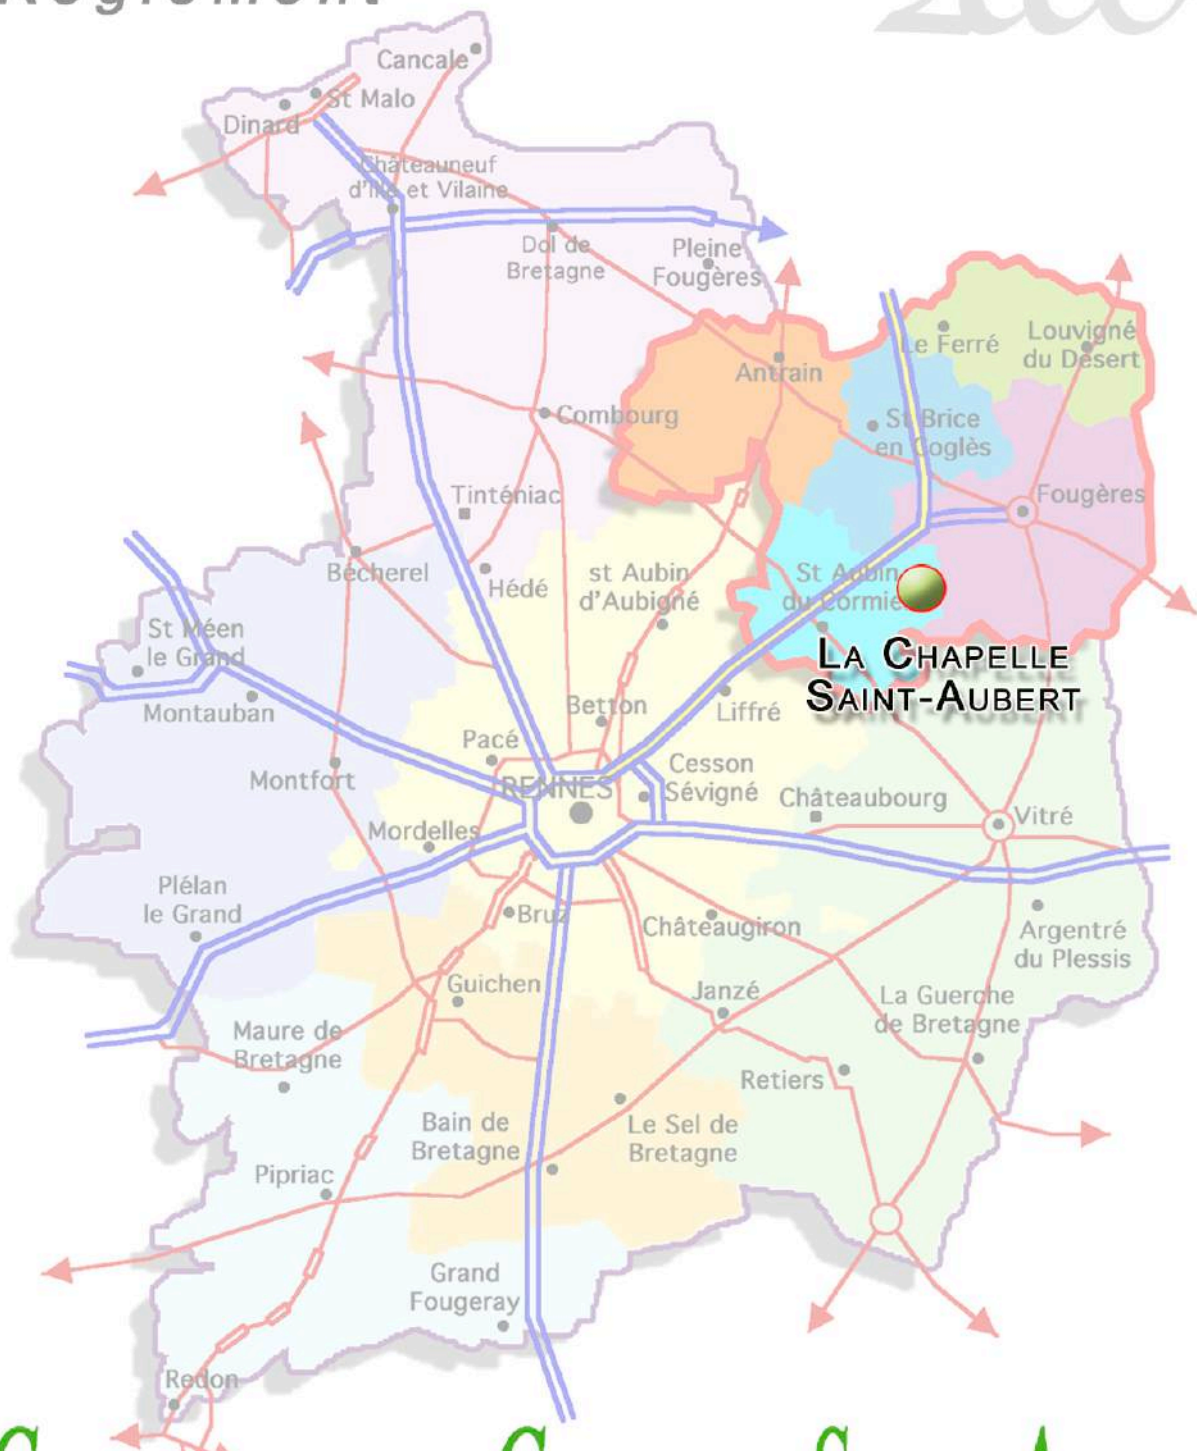 Règlement
2000
Cancale
St Malo
Dinard
Châteauneuf
d'Ille et Vilaine
Dol de
Bretagne
Pleine
Fougères
Le Ferré
Louvigné
du Désert
Antrain
Combourg
St Brice
en Coglès
Tinténiac
Fougères
Bécherel
Hédé
st Aubin
d'Aubigné
St Aubin
du Cormier
St Méen
le Grand
LA CHAPELLE
SAINT-AUBERT
Montauban
Betton
Liffré
Pacé
Montfort
RENNES
Cesson
Sévigné
Châteaubourg
Vitré
Mordelles
Plélan
le Grand
Bruz
Châteaugiron
Argentré
du Plessis
Guichen
Janzé
La Guerche
de Bretagne
Maure de
Bretagne
Retiers
Bain de
Bretagne
Le Sel de
Bretagne
Pipriac
Grand
Fougeray
Redon